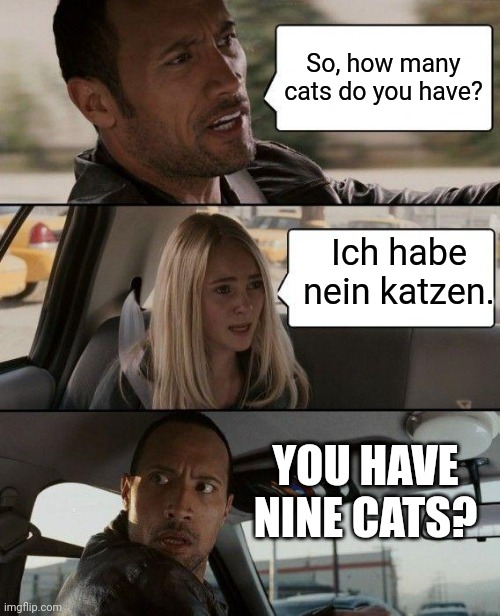 So, how many
cats do you have?
Ich habe
nein katzen.
YOU HAVE
NINE CATS?
imgflip.com